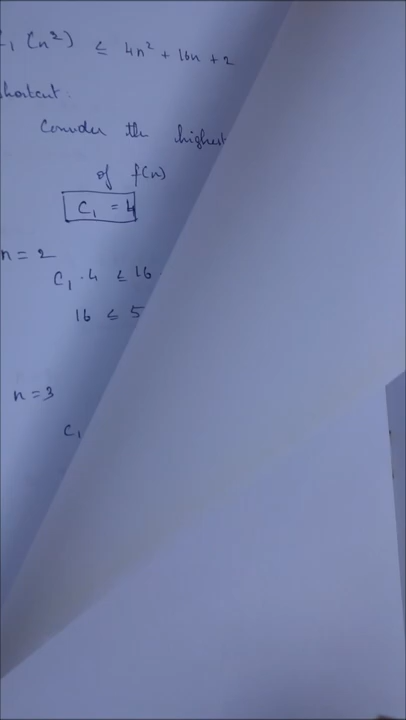 C₁ (n²) ≤ 4n² + 16n + 2
shortcut:
Consider the highest
of f(n)
C₁ = 4
n = 2
C₁ · 4 ≤ 16
16 ≤ 5
n = 3
C₁